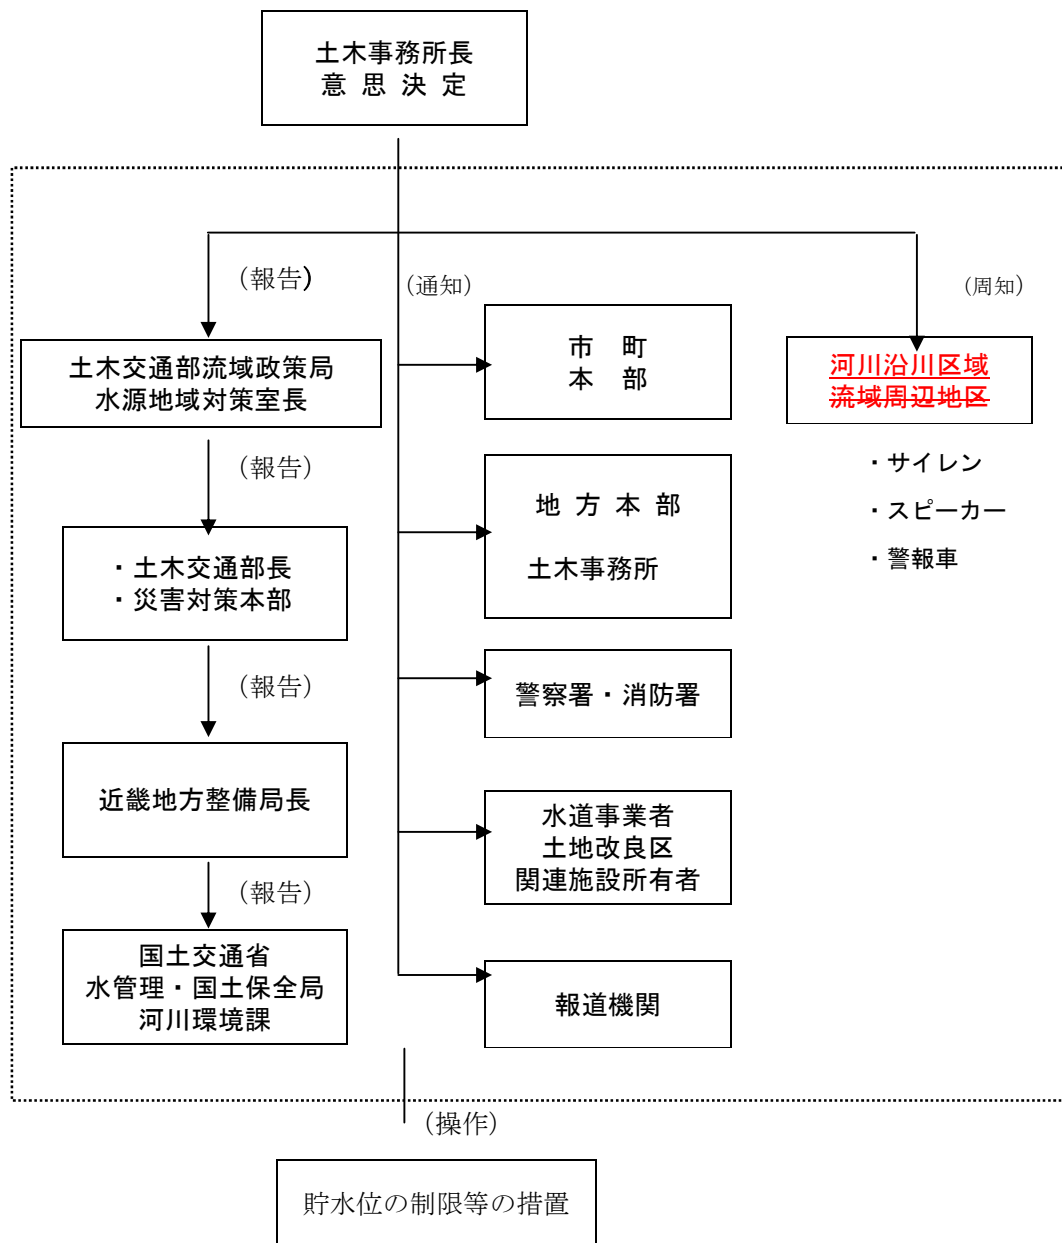 土木事務所長
意 思 決 定
(報告)
(通知)
(周知)
土木交通部流域政策局
水源地域対策室長
市　町
本　部
河川沿川区域
流域周辺地区
・サイレン
・スピーカー
・警報車
(報告)
地 方 本 部
土木事務所
・土木交通部長
・災害対策本部
(報告)
警察署・消防署
近畿地方整備局長
水道事業者
土地改良区
関連施設所有者
(報告)
国土交通省
水管理・国土保全局
河川環境課
報道機関
(操作)
貯水位の制限等の措置